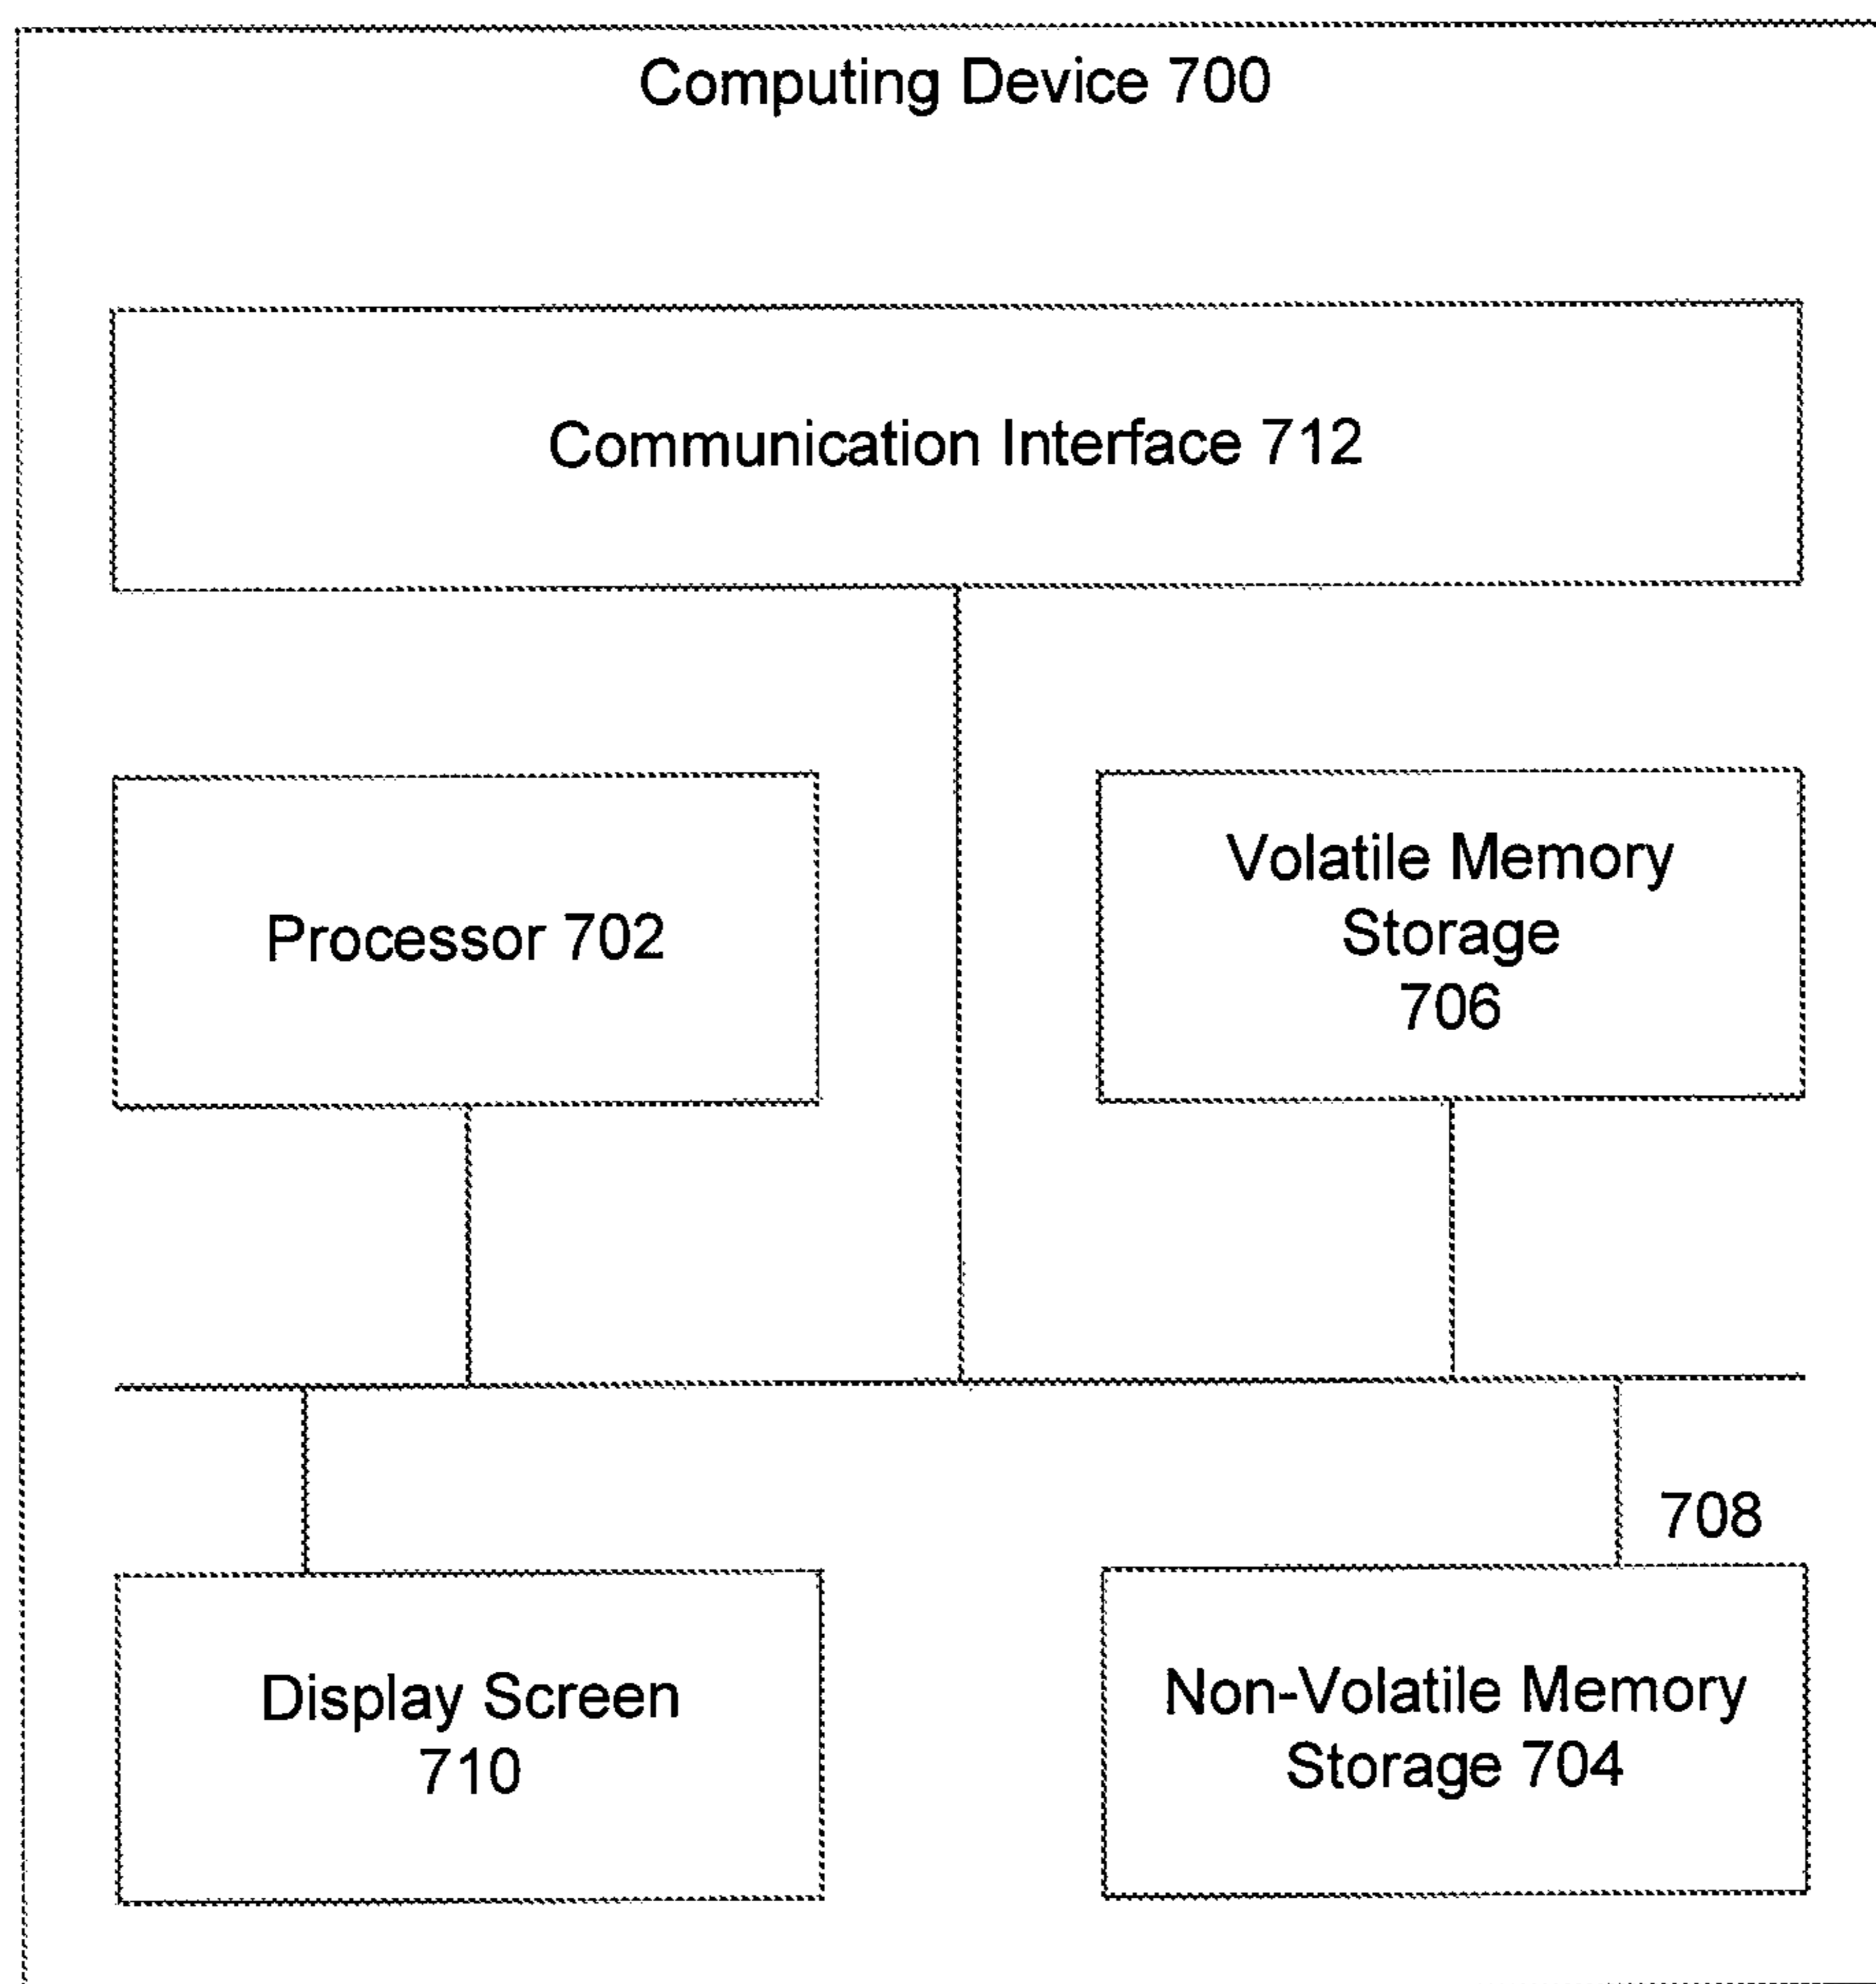 Computing Device 700
Communication Interface 712
Processor 702
Volatile Memory
Storage
706
708
Display Screen
710
Non-Volatile Memory
Storage 704